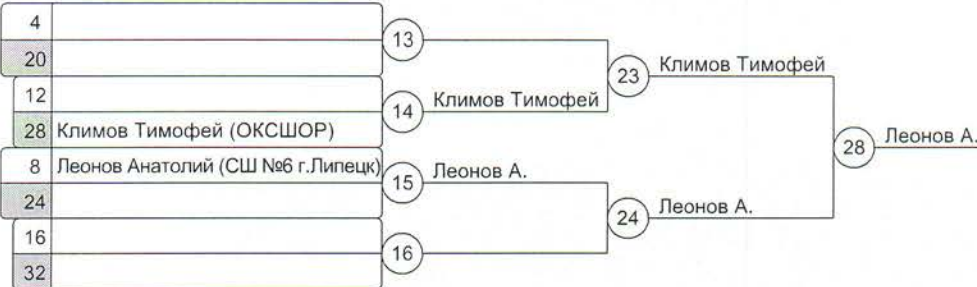 4
13
20
23 Климов Тимофей
12
14 Климов Тимофей
28 Климов Тимофей (ОКСШОР)
28 Леонов А.
8 Леонов Анатолий (СШ №6 г.Липецк)
15 Леонов А.
24
24 Леонов А.
16
16
32